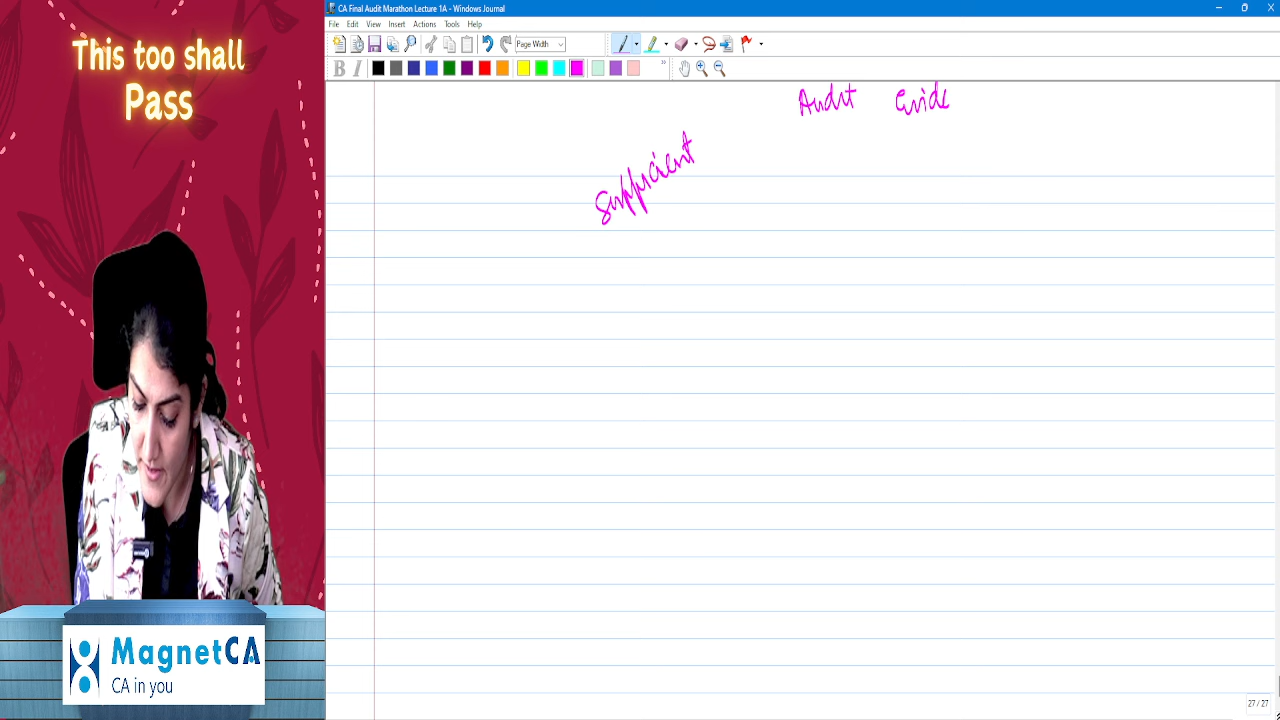 This too shall
Pass
CA Final Audit Marathon Lecture 1A - Windows Journal
File Edit View Insert Actions Tools Help
Page Width
B I
Audit Evide
Sufficient
MagnetCA
CA in you
27 / 27